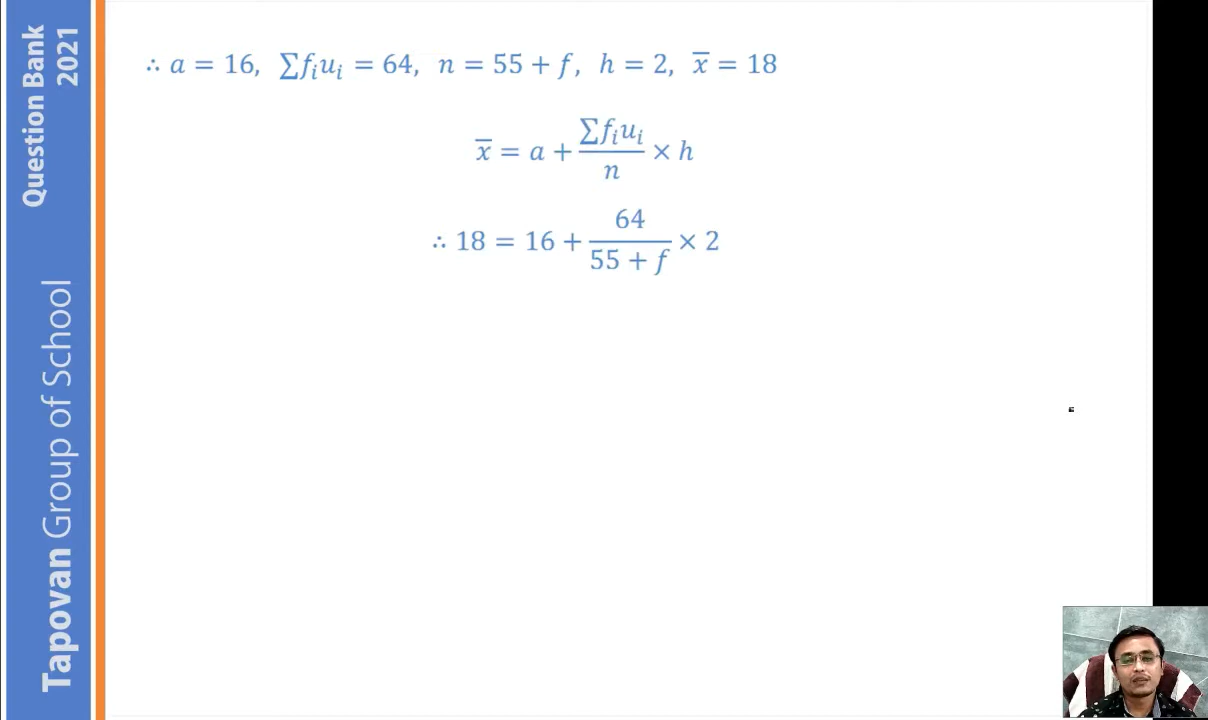 Question Bank
2021
Tapovan Group of School
∴ a = 16, ∑fᵢuᵢ = 64, n = 55 + f, h = 2, x̅ = 18
x̅ = a + ∑fᵢuᵢ/n × h
∴ 18 = 16 + 64/(55 + f) × 2